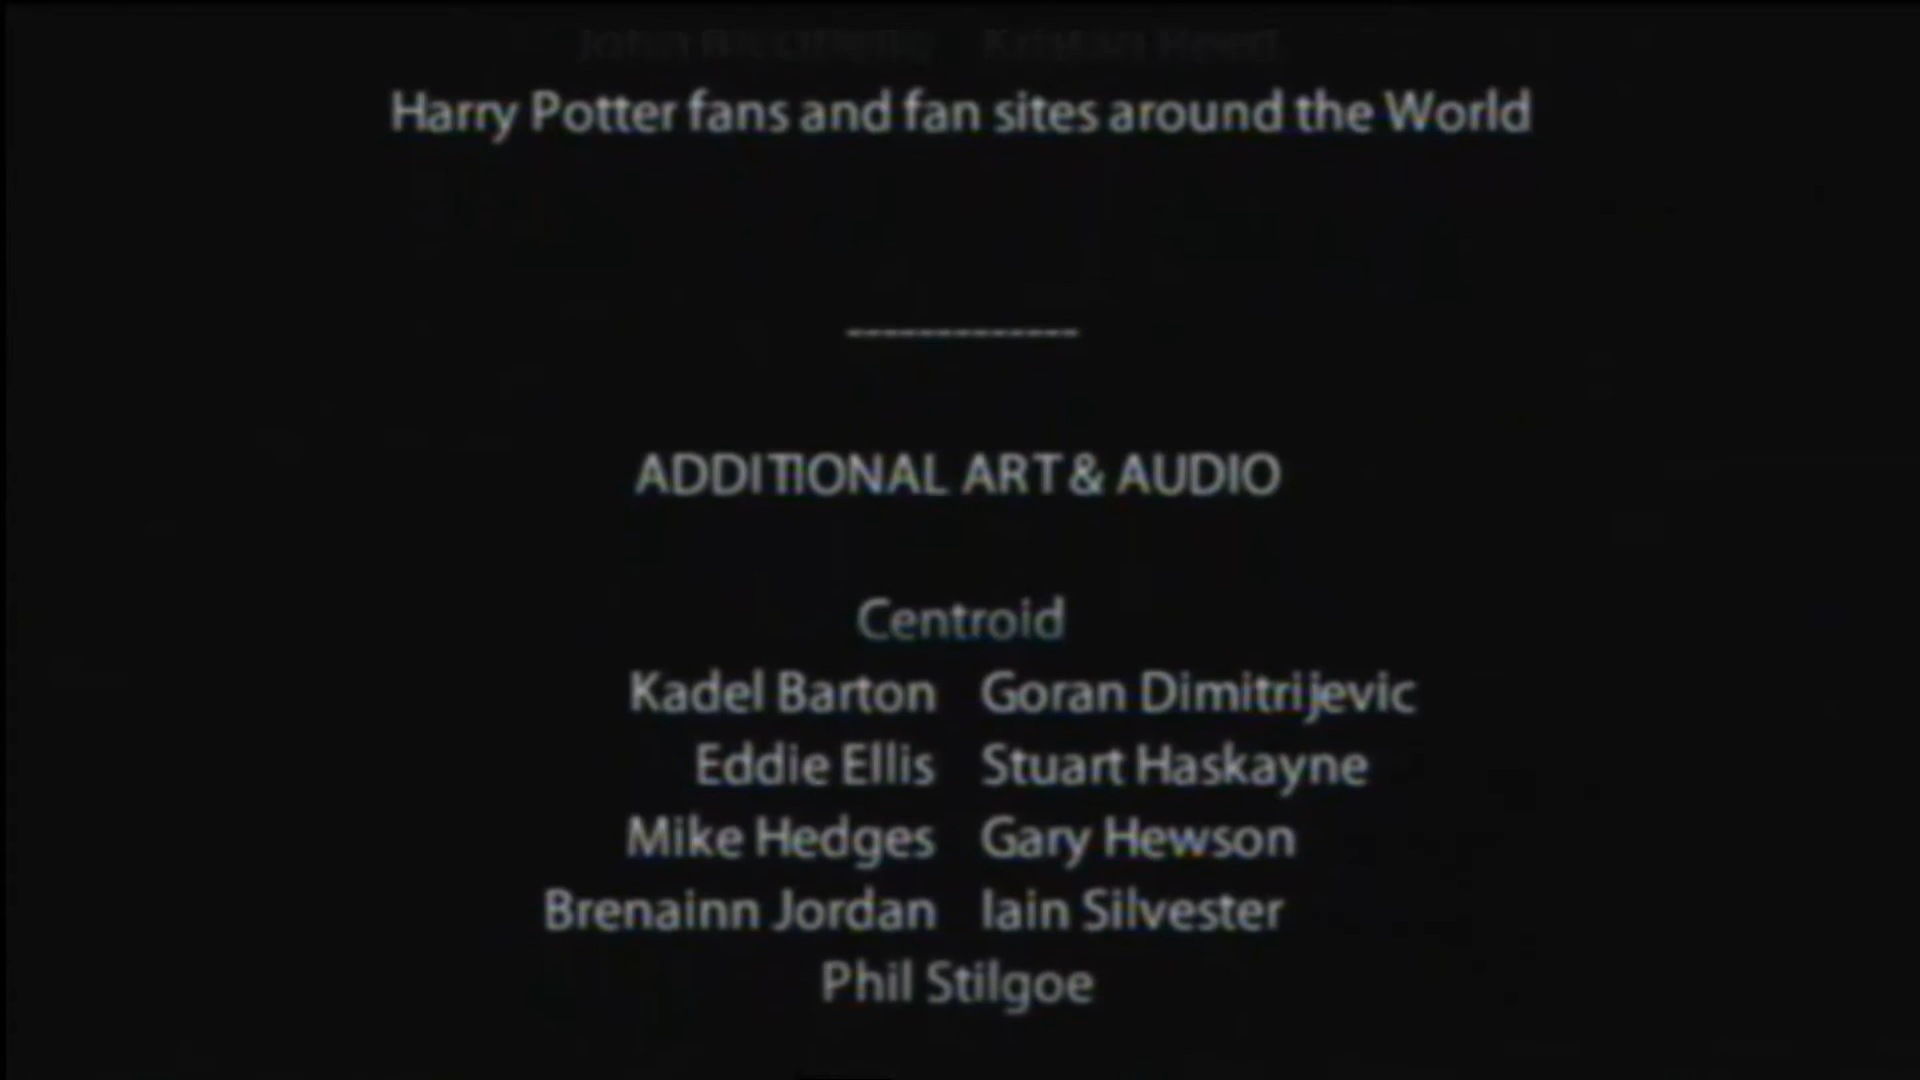 Harry Potter fans and fan sites around the World
-------------
ADDITIONAL ART & AUDIO
Centroid
Kadel Barton Goran Dimitrijevic
Eddie Ellis Stuart Haskayne
Mike Hedges Gary Hewson
Brenainn Jordan Iain Silvester
Phil Stilgoe